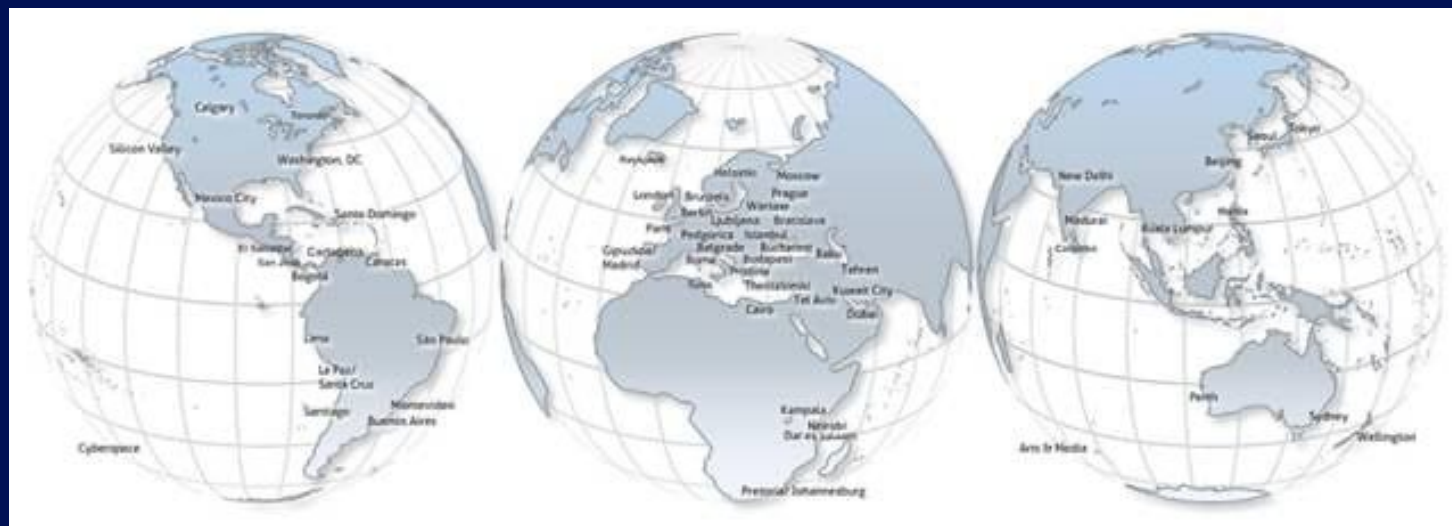 Calgary
Toronto
Silicon Valley
Washington, DC
Mexico City
Santo Domingo
El Salvador
Cartagena
San José
Caracas
Bogotá
Lima
São Paulo
La Paz/
Santa Cruz
Santiago
Montevideo
Buenos Aires
Cyberspace
Reykjavik
Helsinki
Moscow
London
Brussels
Prague
Berlin
Warsaw
Ljubljana
Bratislava
Paris
Podgorica
Istanbul
Gipuzkoa/
Madrid
Belgrade
Bucharest
Baku
Rome
Budapest
Pristina
Tehran
Tunis
Thessaloniki
Kuwait City
Tel Aviv
Cairo
Dubai
Kampala
Nairobi
Dar es Salaam
Pretoria/Johannesburg
Seoul
Tokyo
Beijing
New Delhi
Manila
Madurai
Kuala Lumpur
Colombo
Perth
Sydney
Wellington
Arts & Media